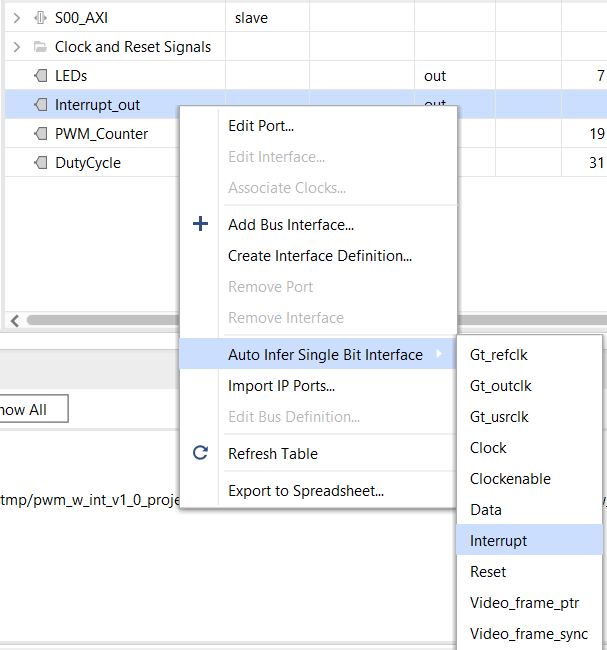 S00_AXI slave
Clock and Reset Signals
LEDs out 7
Interrupt_out out
PWM_Counter 19
DutyCycle 31
Edit Port...
Edit Interface...
Associate Clocks...
Add Bus Interface...
Create Interface Definition...
Remove Port
Remove Interface
Auto Infer Single Bit Interface
Import IP Ports...
Edit Bus Definition...
Refresh Table
Export to Spreadsheet...
Gt_refclk
Gt_outclk
Gt_usrclk
Clock
Clockenable
Data
Interrupt
Reset
Video_frame_ptr
Video_frame_sync
how All
tmp/pwm_w_int_v1_0_proje